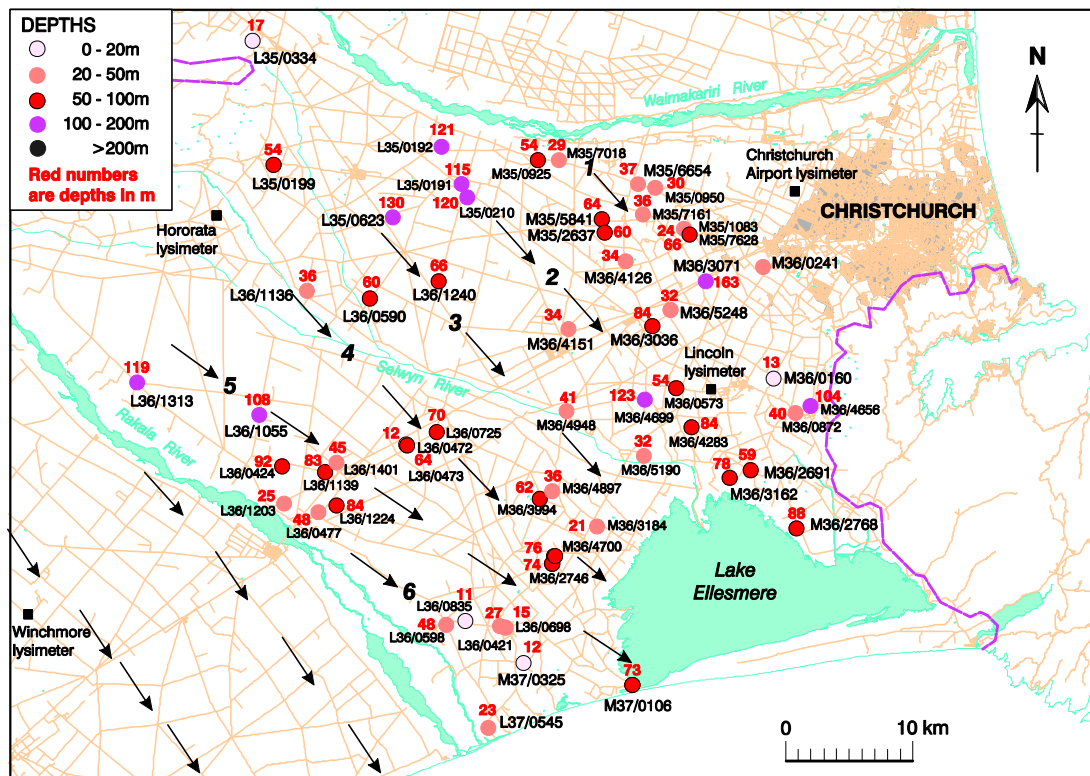 DEPTHS
0 - 20m
20 - 50m
50 - 100m
100 - 200m
>200m
Red numbers
are depths in m
17
L35/0334
N
Waimakariri River
54
L35/0199
121
L35/0192
115
L35/0191
120
L35/0210
130
L35/0623
54
M35/0925
29
M35/7018
1
37
M35/6654
30
M35/0950
36
M35/7161
Christchurch
Airport lysimeter
CHRISTCHURCH
Hororata
lysimeter
64
M35/5841
M35/2637
60
24
M35/1083
66
M35/7628
34
M36/4126
M36/3071
163
M36/0241
36
L36/1136
60
L36/0590
66
L36/1240
2
3
4
34
M36/4151
84
M36/3036
32
M36/5248
Selwyn River
Lincoln
lysimeter
13
M36/0160
119
L36/1313
5
108
L36/1055
Rakaia River
54
M36/0573
123
M36/4699
104
M36/4656
40
M36/0872
84
M36/4283
41
M36/4948
70
L36/0725
12
L36/0472
64
L36/0473
32
M36/5190
92
L36/0424
83
L36/1139
45
L36/1401
59
M36/2691
78
M36/3162
25
L36/1203
48
L36/0477
84
L36/1224
62
M36/3994
36
M36/4897
21
M36/3184
88
M36/2768
76
M36/4700
74
M36/2746
Lake
Ellesmere
6
11
L36/0835
48
L36/0598
27
L36/0421
15
L36/0698
Winchmore
lysimeter
12
M37/0325
73
M37/0106
23
L37/0545
0
10 km